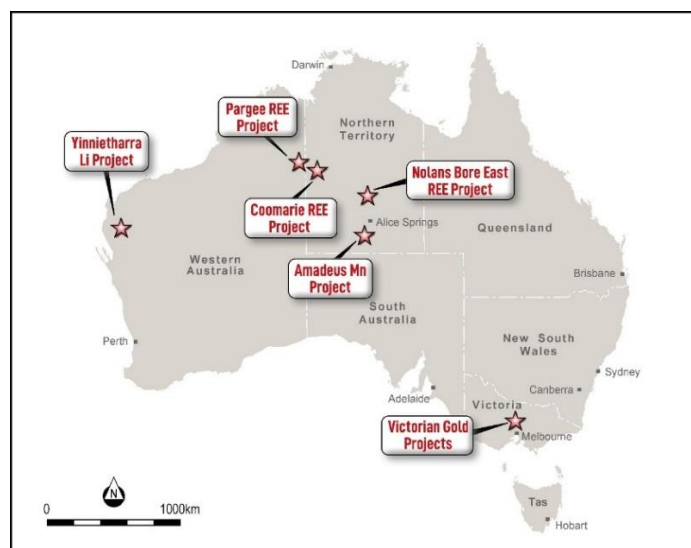 Darwin
Pargee REE
Project
Northern
Territory
Yinnietharra
Li Project
Nolans Bore East
REE Project
Coomarie REE
Project
Alice Springs
Queensland
Western
Australia
Amadeus Mn
Project
Brisbane
South
Australia
New South
Wales
Perth
Sydney
Canberra
Adelaide
Victoria
Victorian Gold
Projects
Melbourne
N
0 1000km
Tas
Hobart